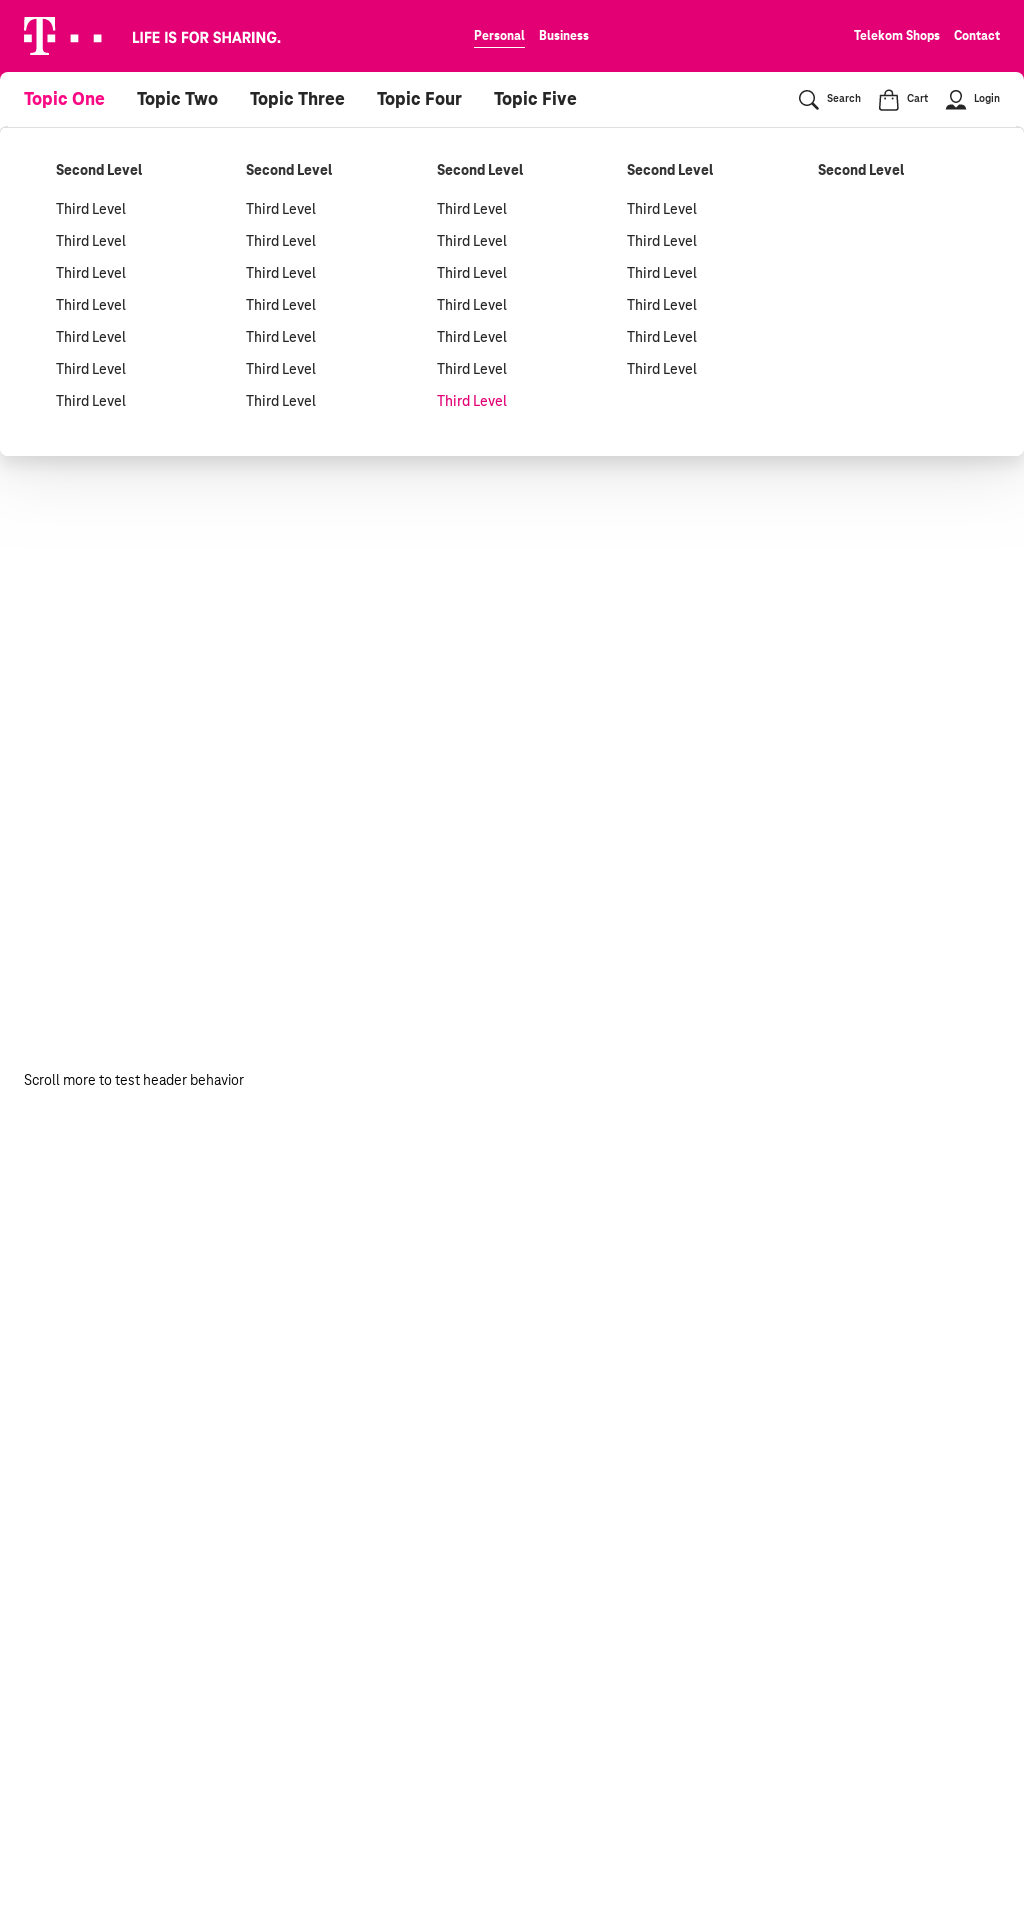 T LIFE IS FOR SHARING. Personal Business Telekom Shops Contact
Topic One Topic Two Topic Three Topic Four Topic Five Search Cart Login
Second Level Second Level Second Level Second Level Second Level
Third Level Third Level Third Level Third Level
Third Level Third Level Third Level Third Level
Third Level Third Level Third Level Third Level
Third Level Third Level Third Level Third Level
Third Level Third Level Third Level Third Level
Third Level Third Level Third Level Third Level
Third Level Third Level Third Level
Scroll more to test header behavior